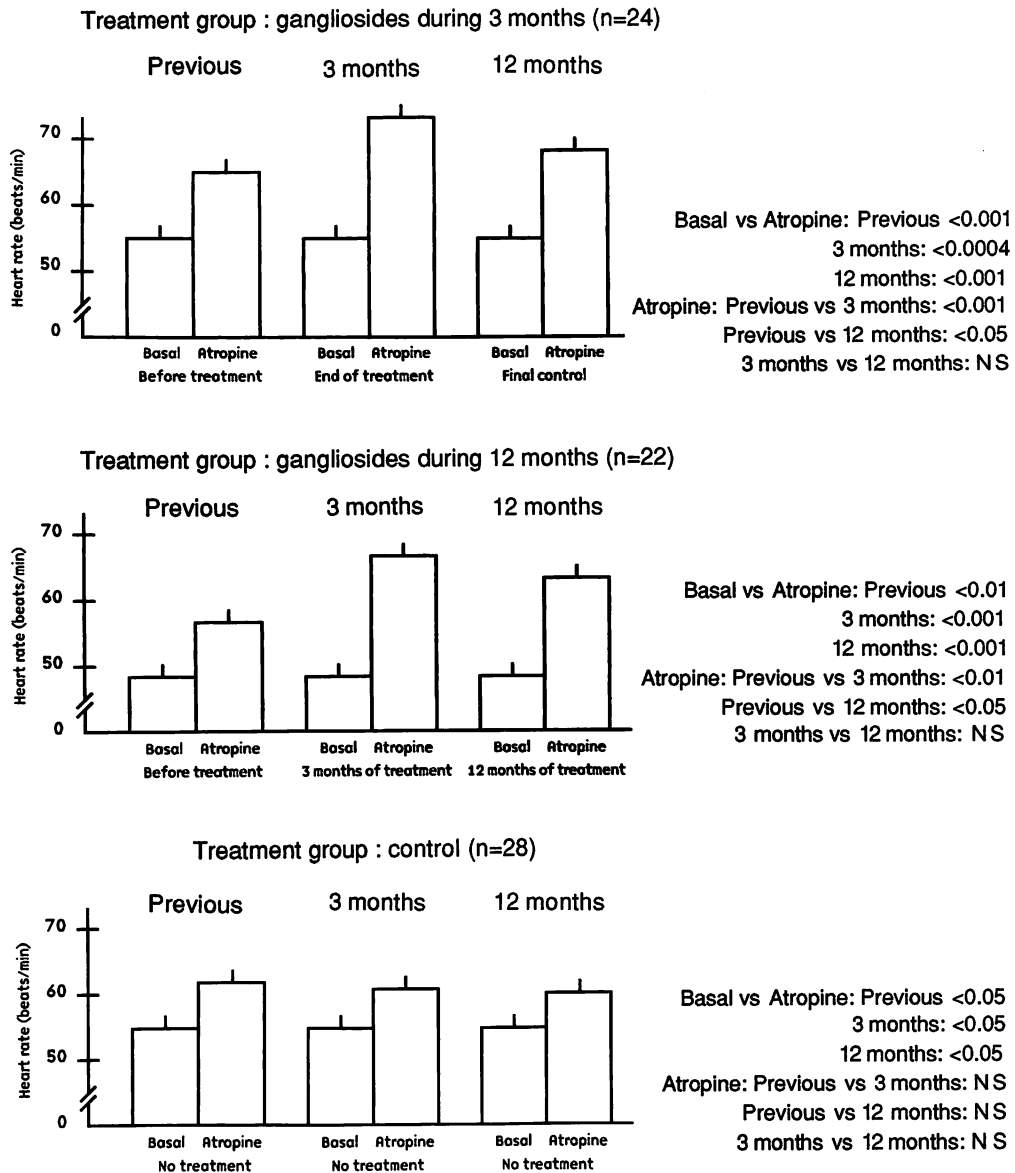 Treatment group : gangliosides during 3 months (n=24)
Previous 3 months 12 months
Heart rate (beats/min)
70
60
50
0
Basal Atropine Basal Atropine Basal Atropine
Before treatment End of treatment Final control
Basal vs Atropine: Previous <0.001
3 months: <0.0004
12 months: <0.001
Atropine: Previous vs 3 months: <0.001
Previous vs 12 months: <0.05
3 months vs 12 months: NS
Treatment group : gangliosides during 12 months (n=22)
Previous 3 months 12 months
Heart rate (beats/min)
70
60
50
0
Basal Atropine Basal Atropine Basal Atropine
Before treatment 3 months of treatment 12 months of treatment
Basal vs Atropine: Previous <0.01
3 months: <0.001
12 months: <0.001
Atropine: Previous vs 3 months: <0.01
Previous vs 12 months: <0.05
3 months vs 12 months: NS
Treatment group : control (n=28)
Previous 3 months 12 months
Heart rate (beats/min)
70
60
50
0
Basal Atropine Basal Atropine Basal Atropine
No treatment No treatment No treatment
Basal vs Atropine: Previous <0.05
3 months: <0.05
12 months: <0.05
Atropine: Previous vs 3 months: NS
Previous vs 12 months: NS
3 months vs 12 months: NS